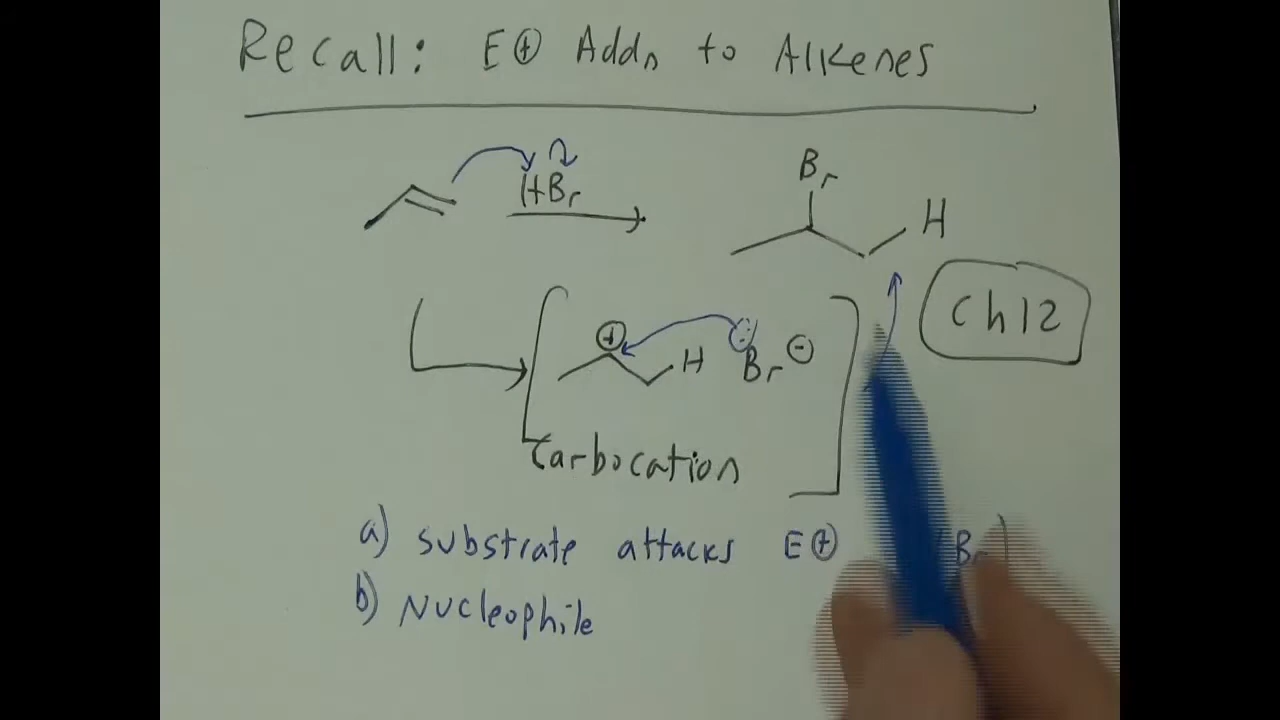 Recall: E⊕ Addn to Alkenes
HBr
Br
H
Ch12
⊕ H Br ⊖
Carbocation
a) substrate attacks E⊕
b) Nucleophile